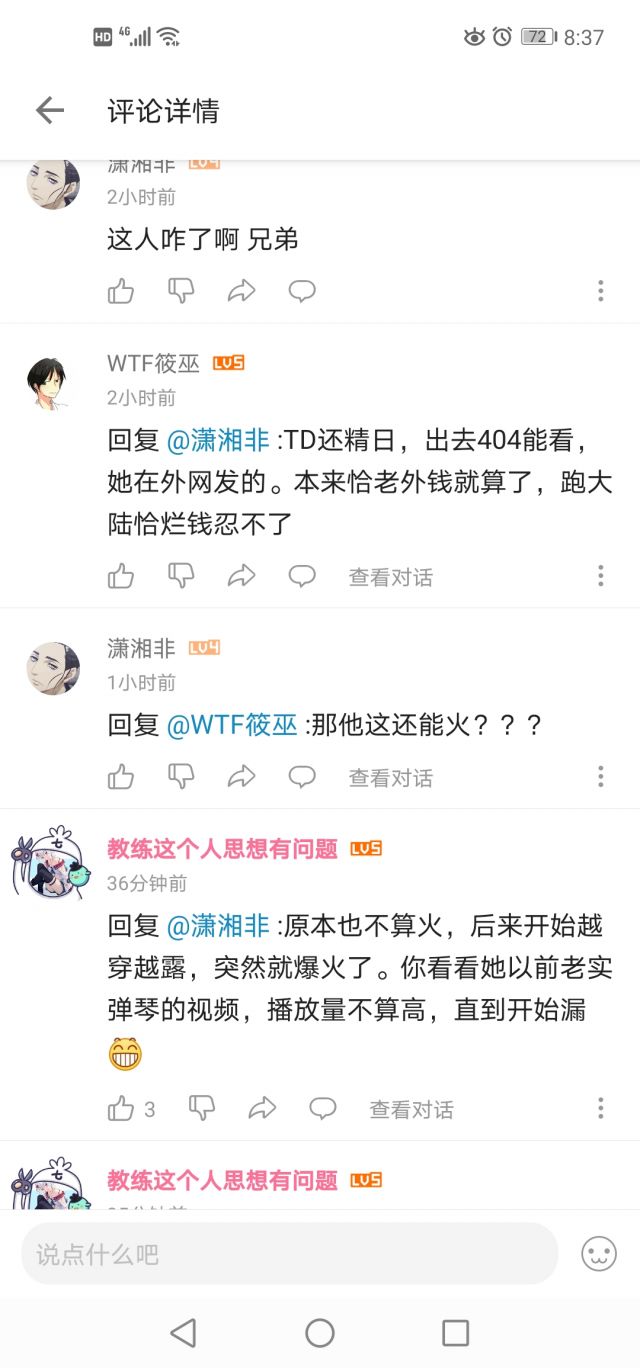 HD 4G 72 8:37
评论详情
潇湘非 LV4
2小时前
这人咋了啊 兄弟
WTF筱巫 LV5
2小时前
回复 @潇湘非 :TD还精日，出去404能看，
她在外网发的。本来恰老外钱就算了，跑大
陆恰烂钱忍不了
查看对话
潇湘非 LV4
1小时前
回复 @WTF筱巫 :那他这还能火？？？
查看对话
教练这个人思想有问题 LV5
36分钟前
回复 @潇湘非 :原本也不算火，后来开始越
穿越露，突然就爆火了。你看看她以前老实
弹琴的视频，播放量不算高，直到开始漏
3 查看对话
教练这个人思想有问题 LV5
说点什么吧